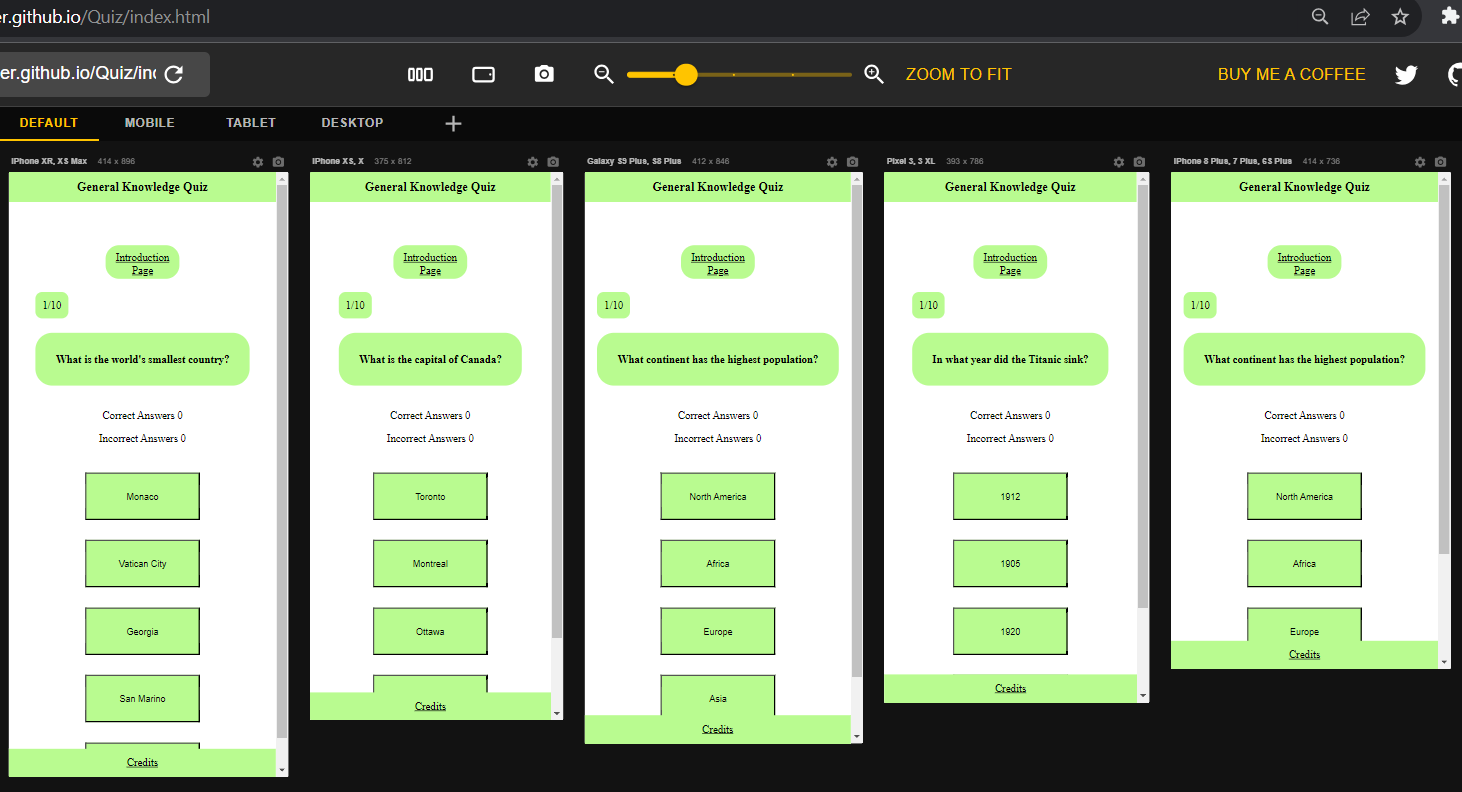 er.github.io/Quiz/index.html
er.github.io/Quiz/inc
ZOOM TO FIT
BUY ME A COFFEE
DEFAULT
MOBILE
TABLET
DESKTOP
iPhone XR, XS Max 414 x 896
General Knowledge Quiz
Introduction
Page
1/10
What is the world's smallest country?
Correct Answers 0
Incorrect Answers 0
Monaco
Vatican City
Georgia
San Marino
Credits
iPhone XS, X 375 x 812
General Knowledge Quiz
Introduction
Page
1/10
What is the capital of Canada?
Correct Answers 0
Incorrect Answers 0
Toronto
Montreal
Ottawa
Credits
Galaxy S9 Plus, S8 Plus 412 x 846
General Knowledge Quiz
Introduction
Page
1/10
What continent has the highest population?
Correct Answers 0
Incorrect Answers 0
North America
Africa
Europe
Asia
Credits
Pixel 3, 3 XL 393 x 786
General Knowledge Quiz
Introduction
Page
1/10
In what year did the Titanic sink?
Correct Answers 0
Incorrect Answers 0
1912
1905
1920
Credits
iPhone 8 Plus, 7 Plus, 6S Plus 414 x 736
General Knowledge Quiz
Introduction
Page
1/10
What continent has the highest population?
Correct Answers 0
Incorrect Answers 0
North America
Africa
Europe
Credits